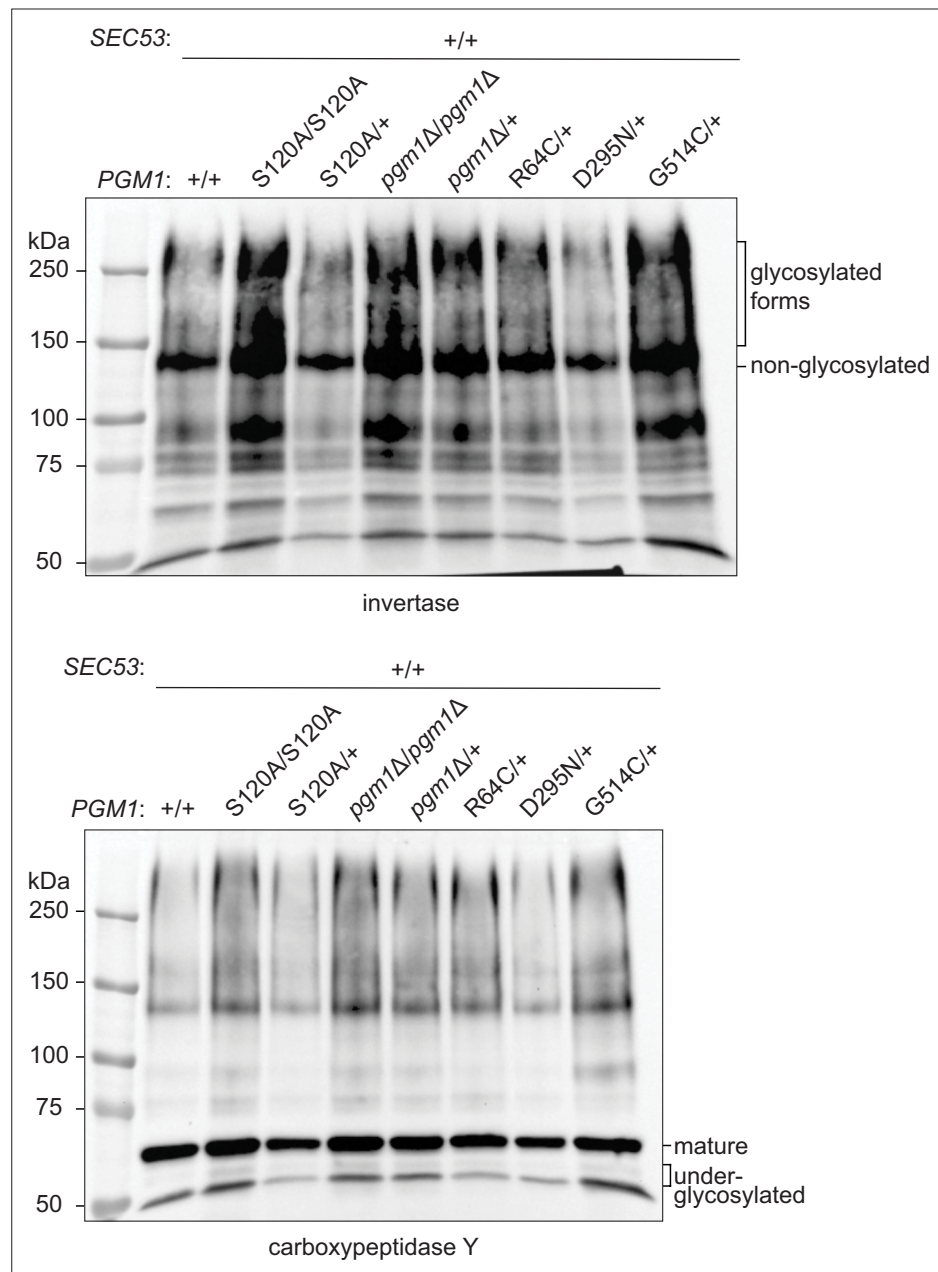 SEC53:
+/+
PGM1: +/+ S120A/S120A S120A/+ pgm1Δ/pgm1Δ pgm1Δ/+ R64C/+ D295N/+ G514C/+
kDa
250
150
100
75
50
glycosylated
forms
non-glycosylated
invertase
SEC53:
+/+
PGM1: +/+ S120A/S120A S120A/+ pgm1Δ/pgm1Δ pgm1Δ/+ R64C/+ D295N/+ G514C/+
kDa
250
150
100
75
50
mature
under-
glycosylated
carboxypeptidase Y